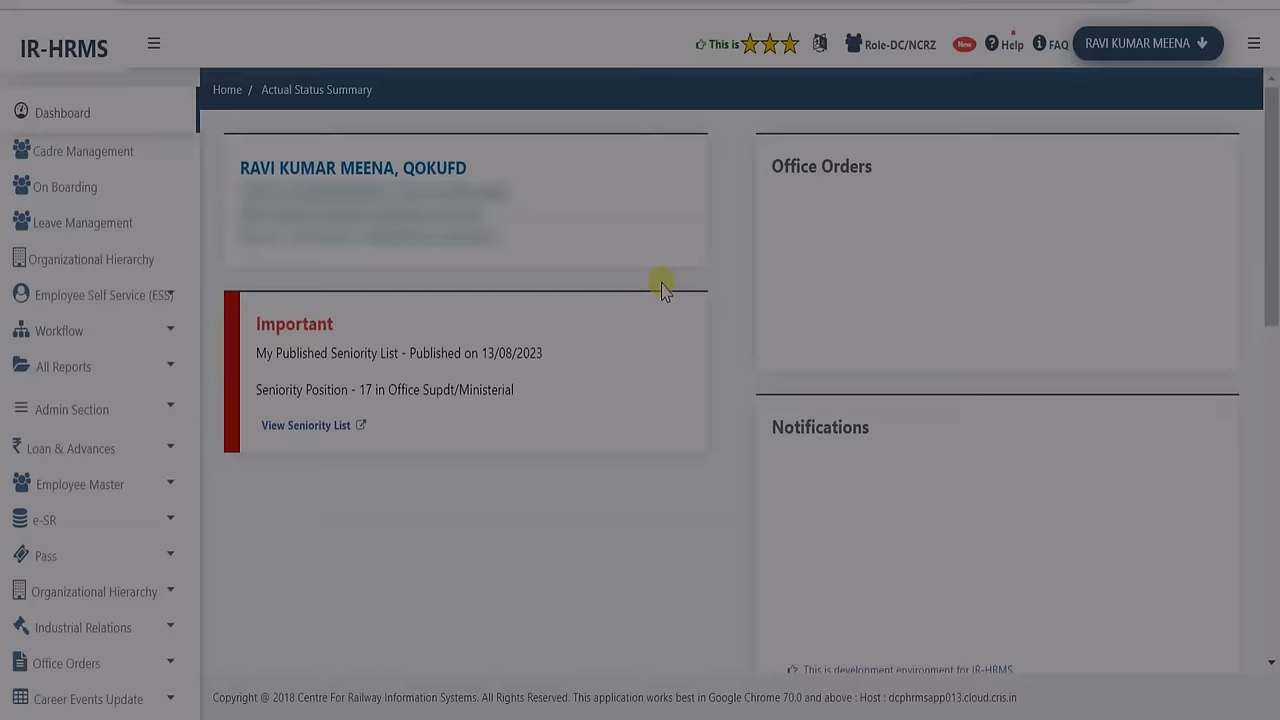 IR-HRMS
This is
Role-DC/NCRZ
New
Help
FAQ
RAVI KUMAR MEENA
Home / Actual Status Summary
Dashboard
Cadre Management
On Boarding
Leave Management
Organizational Hierarchy
Employee Self Service (ESS)
Workflow
All Reports
Admin Section
Loan & Advances
Employee Master
e-SR
Pass
Organizational Hierarchy
Industrial Relations
Office Orders
Career Events Update
RAVI KUMAR MEENA, QOKUFD
Important
My Published Seniority List - Published on 13/08/2023
Seniority Position - 17 in Office Supdt/Ministerial
View Seniority List
Office Orders
Notifications
This is development environment for IR-HRMS
Copyright @ 2018 Centre For Railway Information Systems. All Rights Reserved. This application works best in Google Chrome 70.0 and above : Host : dcphrmsapp013.cloud.cris.in